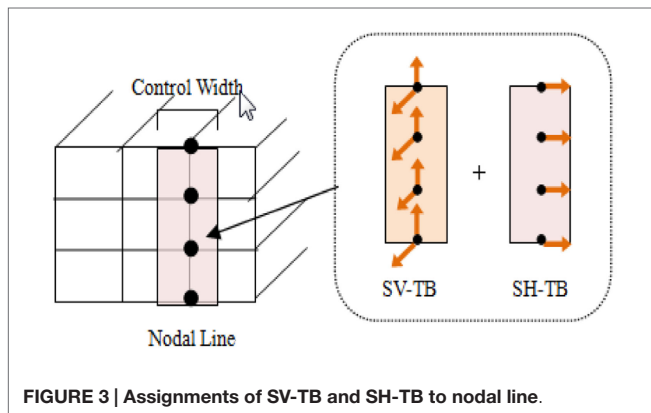 Control Width
Nodal Line
+
SV-TB
SH-TB
FIGURE 3 | Assignments of SV-TB and SH-TB to nodal line.